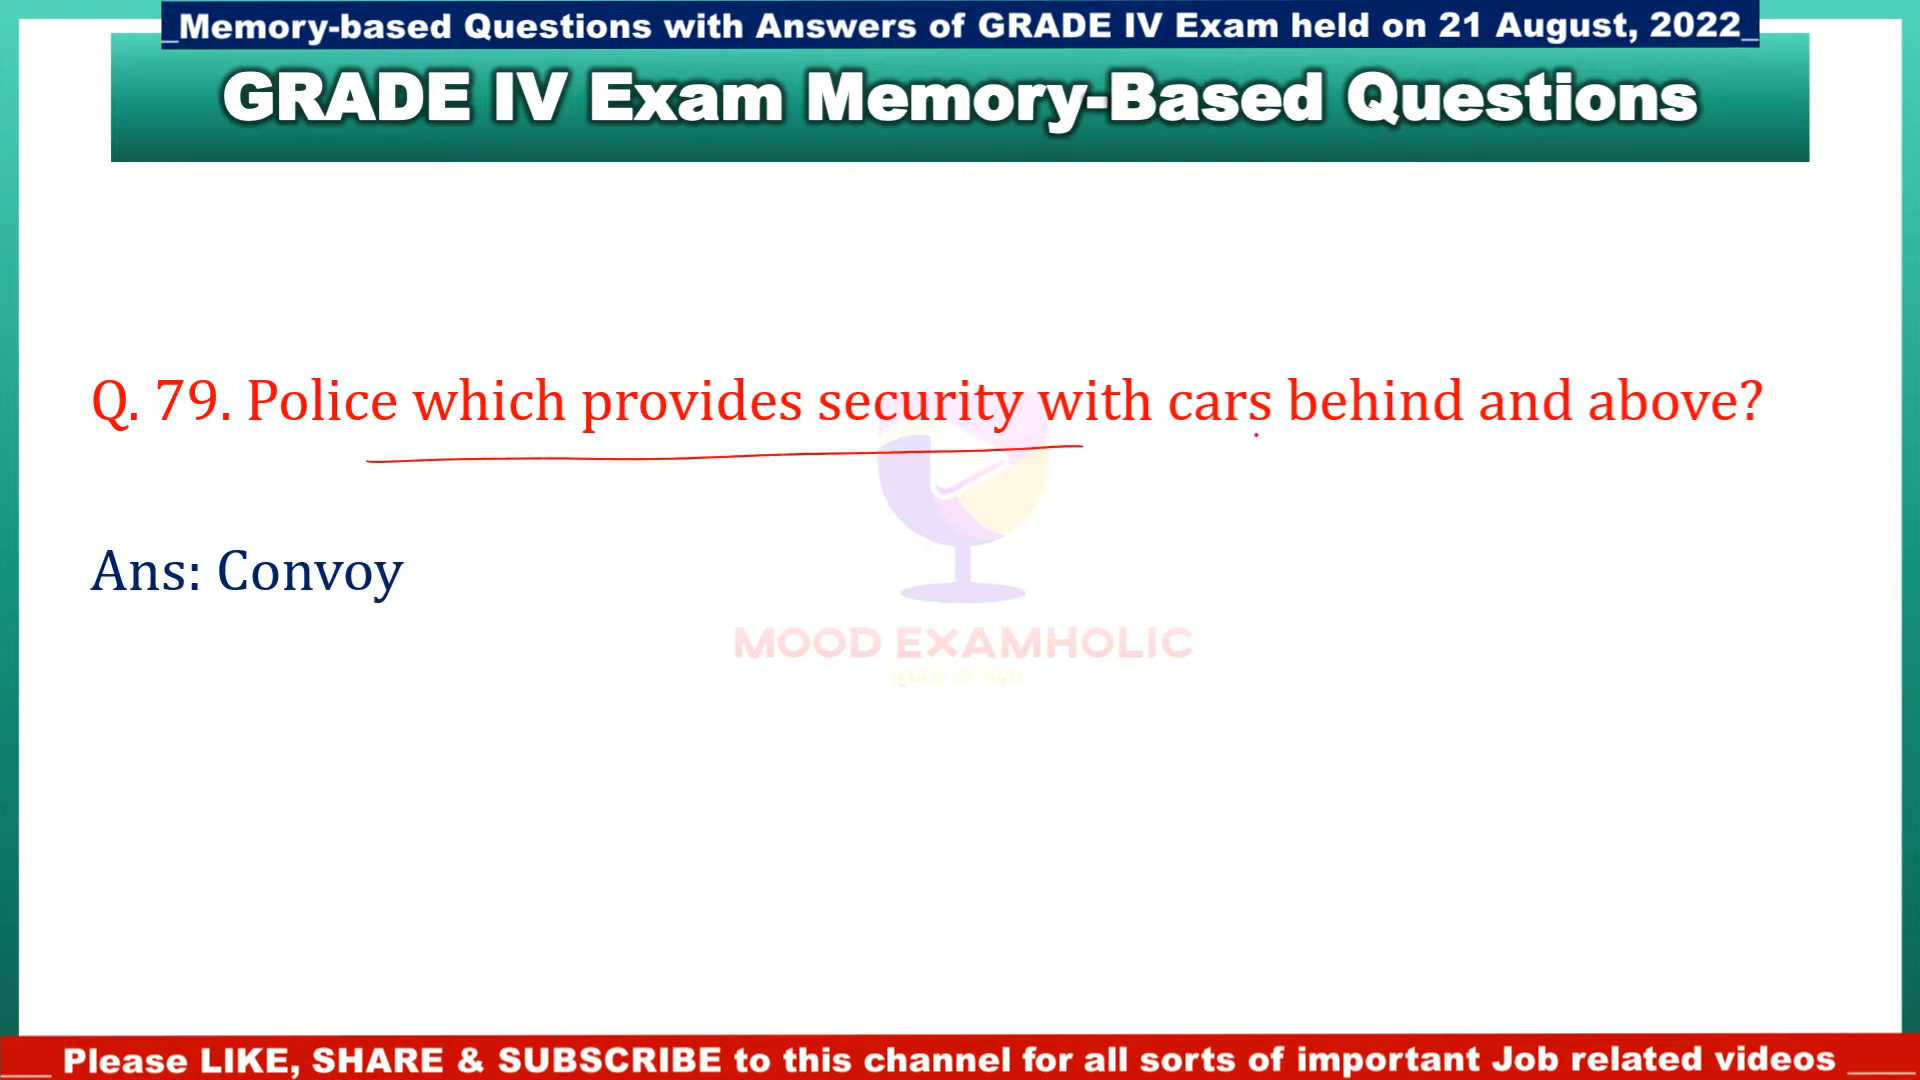 _Memory-based Questions with Answers of GRADE IV Exam held on 21 August, 2022_
GRADE IV Exam Memory-Based Questions
Q. 79. Police which provides security with cars behind and above?
Ans: Convoy
MOOD EXAMHOLIC
___ Please LIKE, SHARE & SUBSCRIBE to this channel for all sorts of important Job related videos ____